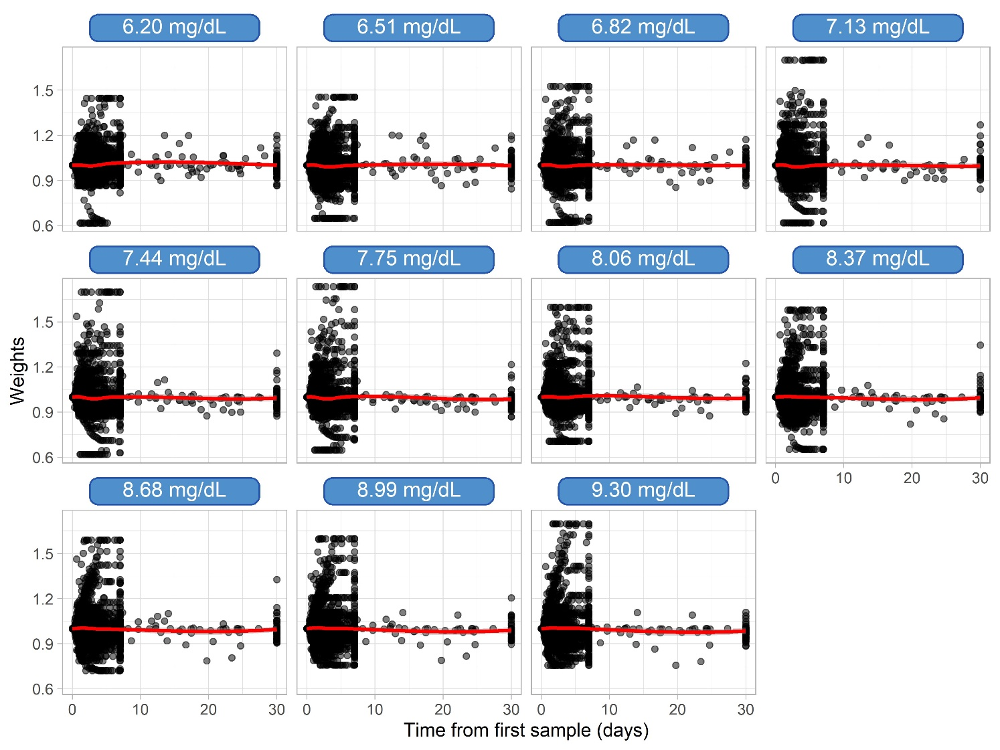 6.20 mg/dL 6.51 mg/dL 6.82 mg/dL 7.13 mg/dL
1.5
1.2
0.9
0.6
7.44 mg/dL 7.75 mg/dL 8.06 mg/dL 8.37 mg/dL
1.5
1.2
0.9
0.6
0 10 20 30
Weights
8.68 mg/dL 8.99 mg/dL 9.30 mg/dL
1.5
1.2
0.9
0.6
0 10 20 30 0 10 20 30 0 10 20 30
Time from first sample (days)